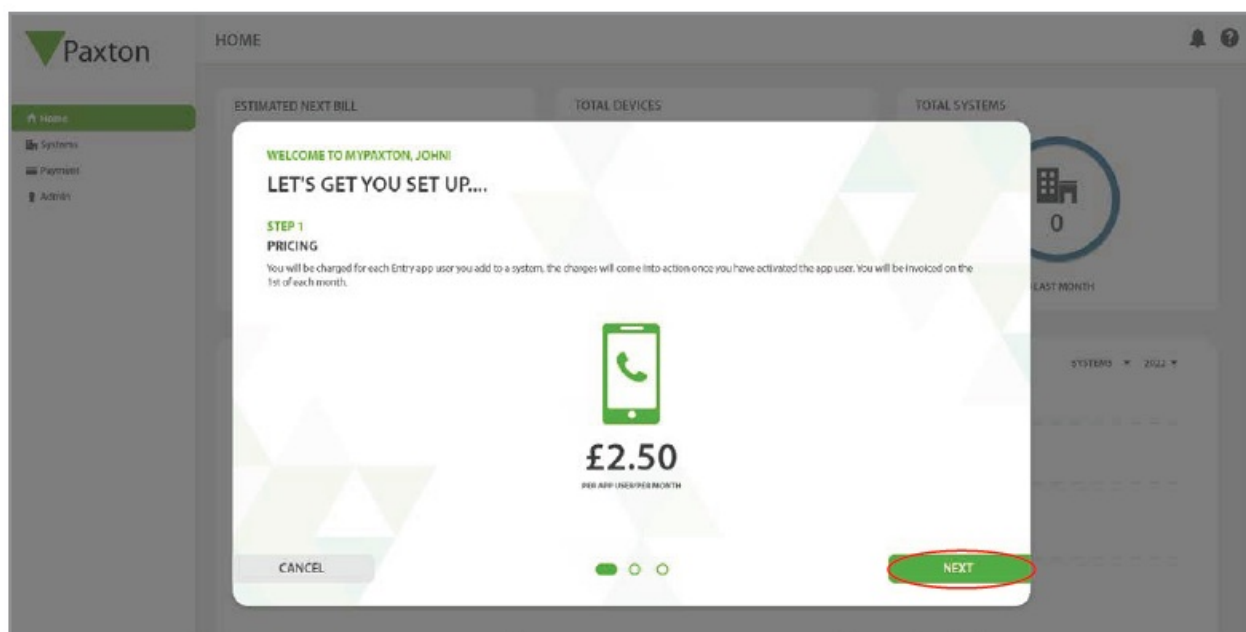 Paxton
HOME
Home
Systems
Payment
Admin
ESTIMATED NEXT BILL
TOTAL DEVICES
TOTAL SYSTEMS
0
LAST MONTH
SYSTEMS
2022
WELCOME TO MYPAXTON, JOHN!
LET'S GET YOU SET UP....
STEP 1
PRICING
You will be charged for each Entry app user you add to a system, the charges will come into action once you have activated the app user. You will be invoiced on the
1st of each month.
£2.50
PER APP USER/PER MONTH
CANCEL
NEXT